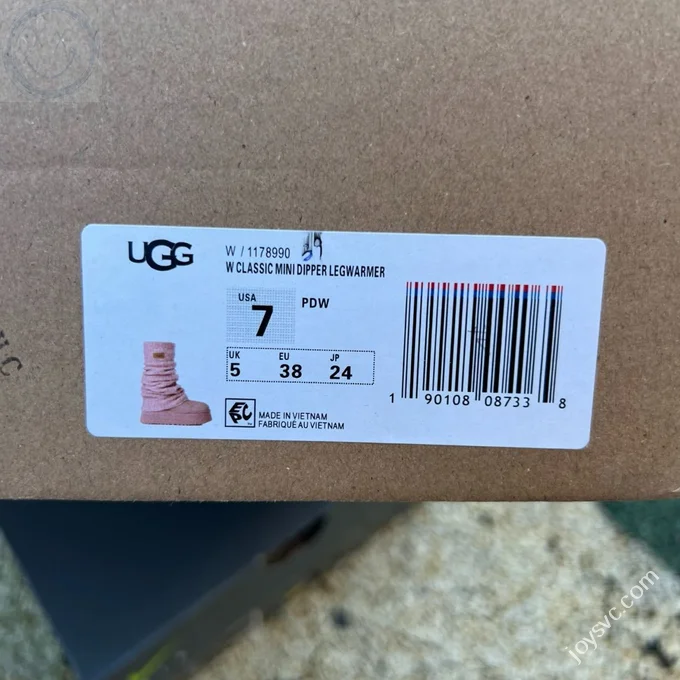 UGG
W / 1178990
W CLASSIC MINI DIPPER LEGWARMER
USA
7
PDW
UK EU JP
5 38 24
MADE IN VIETNAM
FABRIQUÉ AU VIETNAM
1 90108 08733 8
joysvc.com